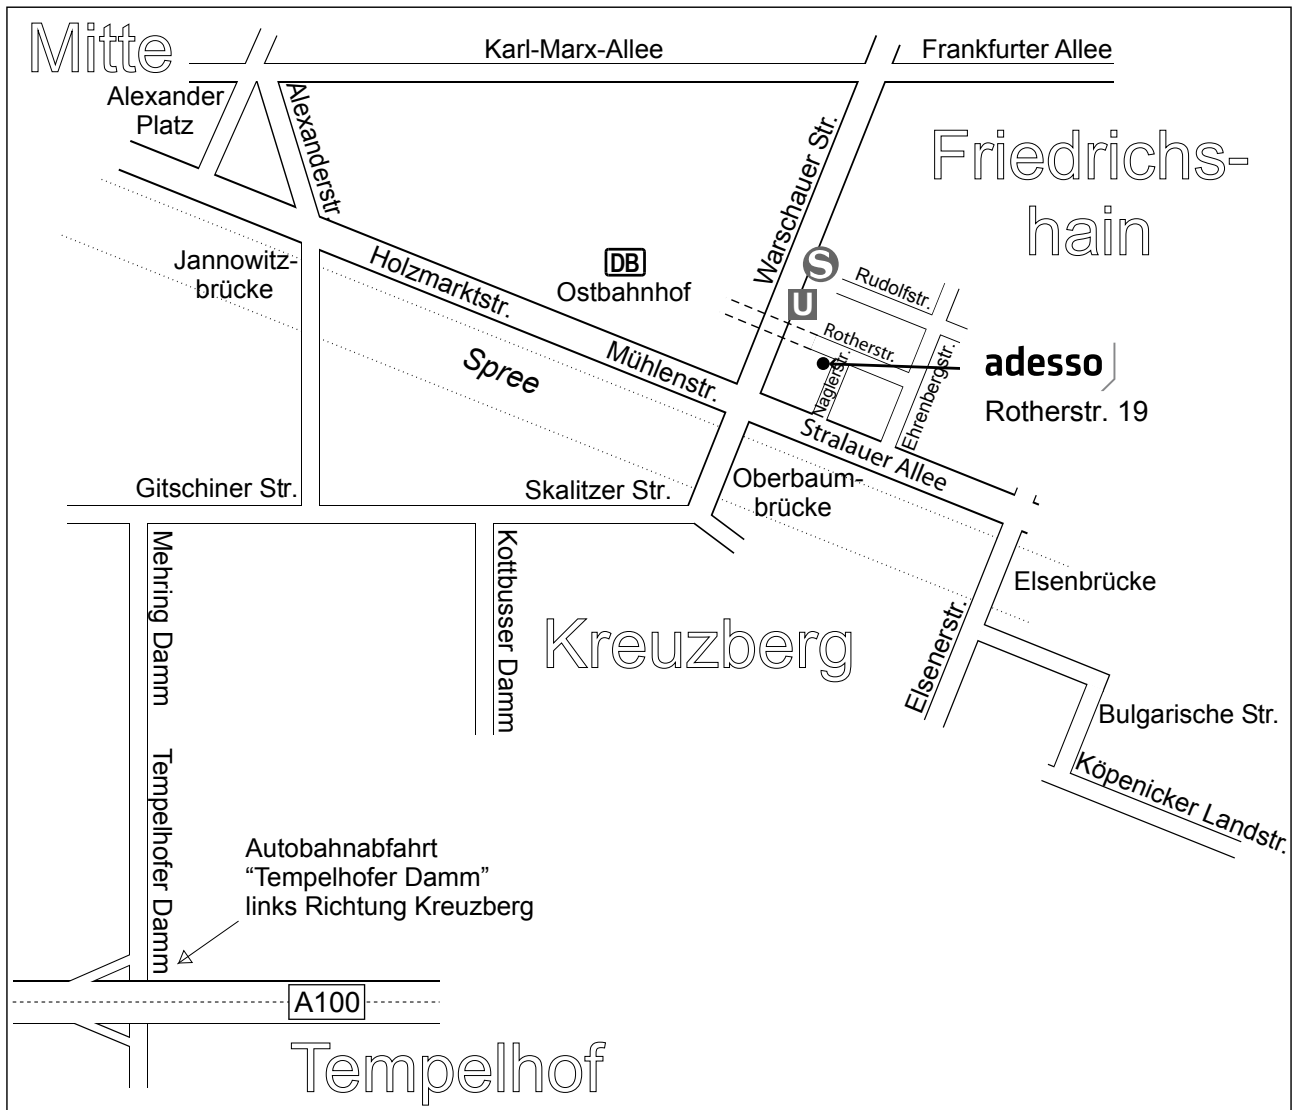 Mitte
Karl-Marx-Allee
Frankfurter Allee
Alexander
Platz
Alexanderstr.
Warschauer Str.
Friedrichs-
hain
Jannowitz-
brücke
Holzmarktstr.
DB
Ostbahnhof
S
U
Rudolfstr.
Rotherstr.
Naglerstr.
Ehrenbergstr.
adesso
Rotherstr. 19
Spree
Mühlenstr.
Stralauer Allee
Gitschiner Str.
Skalitzer Str.
Oberbaum-
brücke
Mehring Damm
Kottbusser Damm
Elsenbrücke
Kreuzberg
Elsenerstr.
Bulgarische Str.
Köpenicker Landstr.
Tempelhofer Damm
Autobahnabfahrt
“Tempelhofer Damm”
links Richtung Kreuzberg
A100
Tempelhof